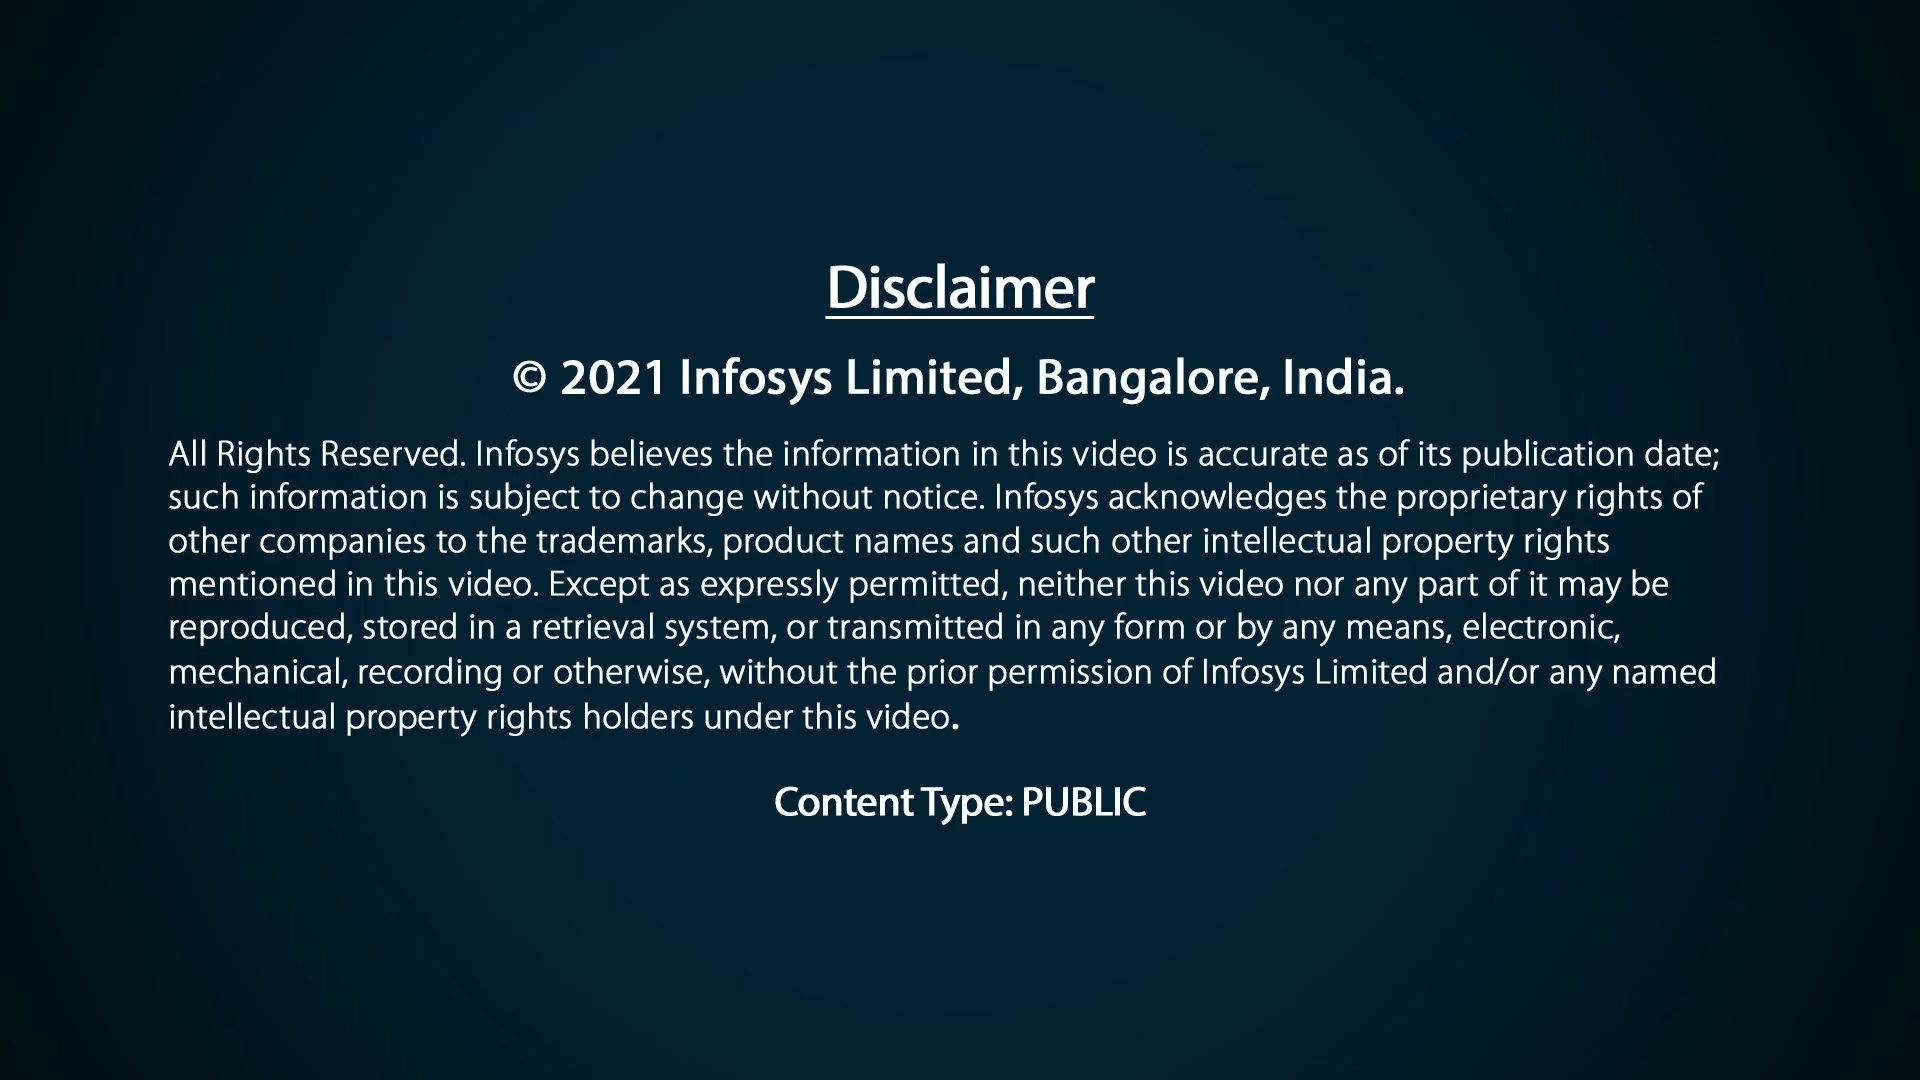 Disclaimer
© 2021 Infosys Limited, Bangalore, India.
All Rights Reserved. Infosys believes the information in this video is accurate as of its publication date;
such information is subject to change without notice. Infosys acknowledges the proprietary rights of
other companies to the trademarks, product names and such other intellectual property rights
mentioned in this video. Except as expressly permitted, neither this video nor any part of it may be
reproduced, stored in a retrieval system, or transmitted in any form or by any means, electronic,
mechanical, recording or otherwise, without the prior permission of Infosys Limited and/or any named
intellectual property rights holders under this video.
Content Type: PUBLIC